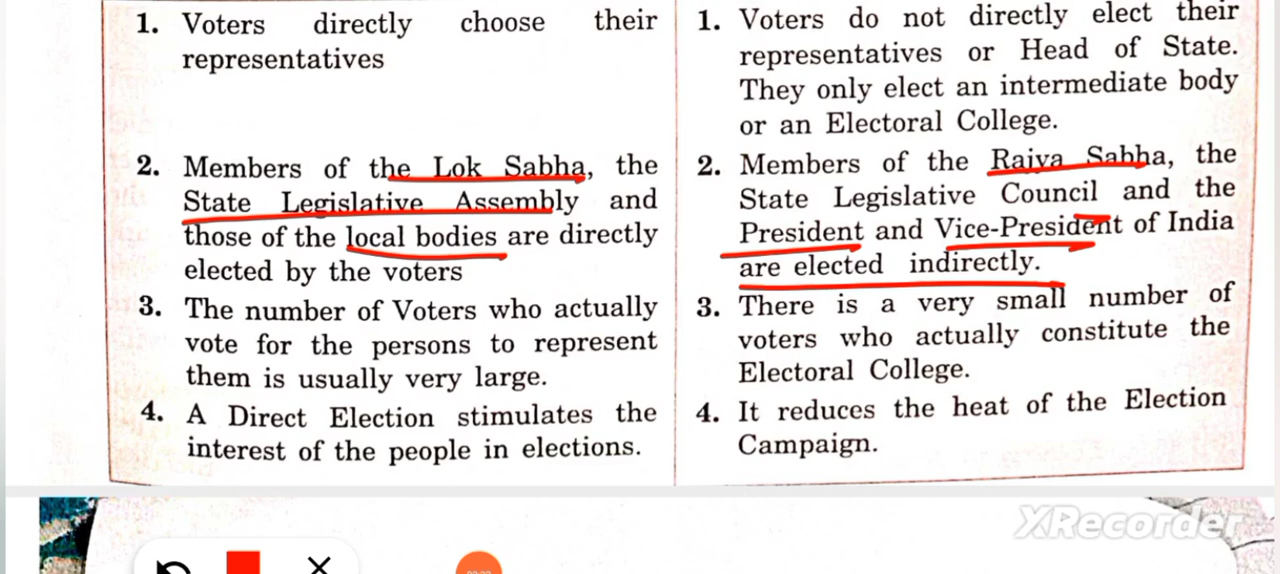 1. Voters directly choose their
representatives
2. Members of the Lok Sabha, the
State Legislative Assembly and
those of the local bodies are directly
elected by the voters
3. The number of Voters who actually
vote for the persons to represent
them is usually very large.
4. A Direct Election stimulates the
interest of the people in elections.
1. Voters do not directly elect their
representatives or Head of State.
They only elect an intermediate body
or an Electoral College.
2. Members of the Rajya Sabha, the
State Legislative Council and the
President and Vice-President of India
are elected indirectly.
3. There is a very small number of
voters who actually constitute the
Electoral College.
4. It reduces the heat of the Election
Campaign.
XRecorder